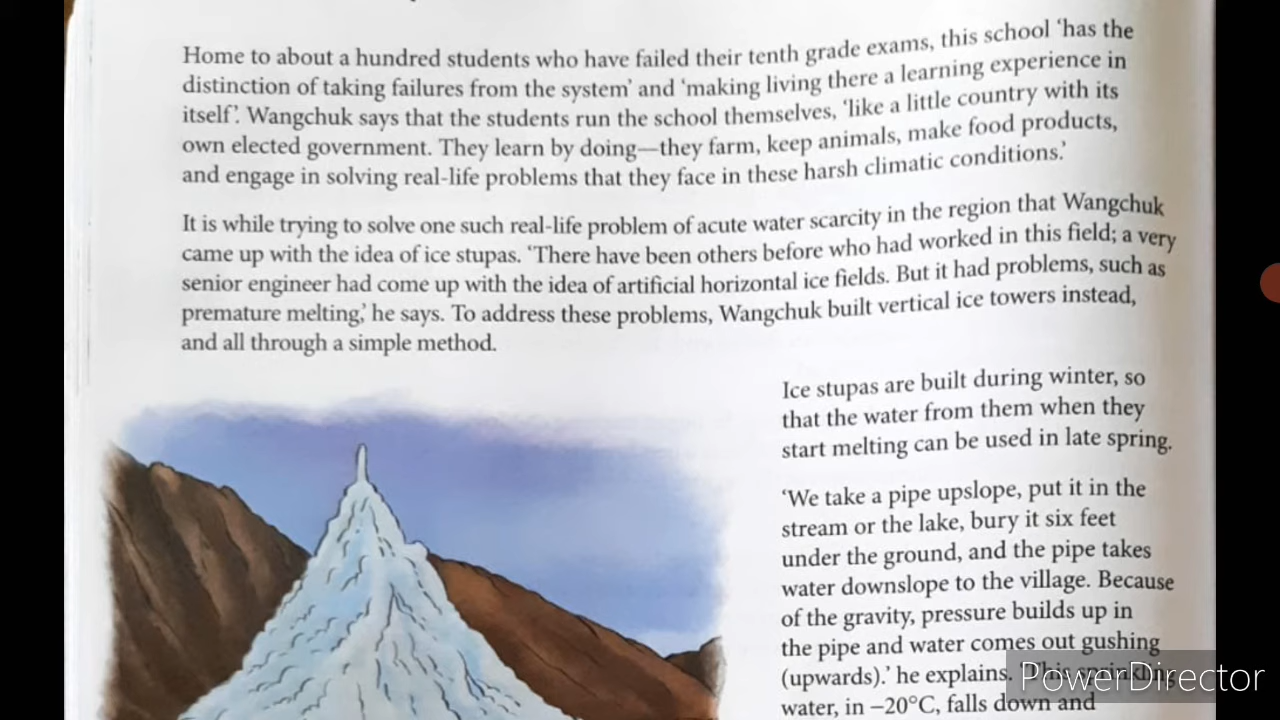 Home to about a hundred students who have failed their tenth grade exams, this school ‘has the
distinction of taking failures from the system’ and ‘making living there a learning experience in
itself’. Wangchuk says that the students run the school themselves, ‘like a little country with its
own elected government. They learn by doing—they farm, keep animals, make food products,
and engage in solving real-life problems that they face in these harsh climatic conditions.’
It is while trying to solve one such real-life problem of acute water scarcity in the region that Wangchuk
came up with the idea of ice stupas. ‘There have been others before who had worked in this field; a very
senior engineer had come up with the idea of artificial horizontal ice fields. But it had problems, such as
premature melting,’ he says. To address these problems, Wangchuk built vertical ice towers instead,
and all through a simple method.
Ice stupas are built during winter, so
that the water from them when they
start melting can be used in late spring.
‘We take a pipe upslope, put it in the
stream or the lake, bury it six feet
under the ground, and the pipe takes
water downslope to the village. Because
of the gravity, pressure builds up in
the pipe and water comes out gushing
(upwards).’ he explains. ‘This sprinkling
water, in –20°C, falls down and
PowerDirector